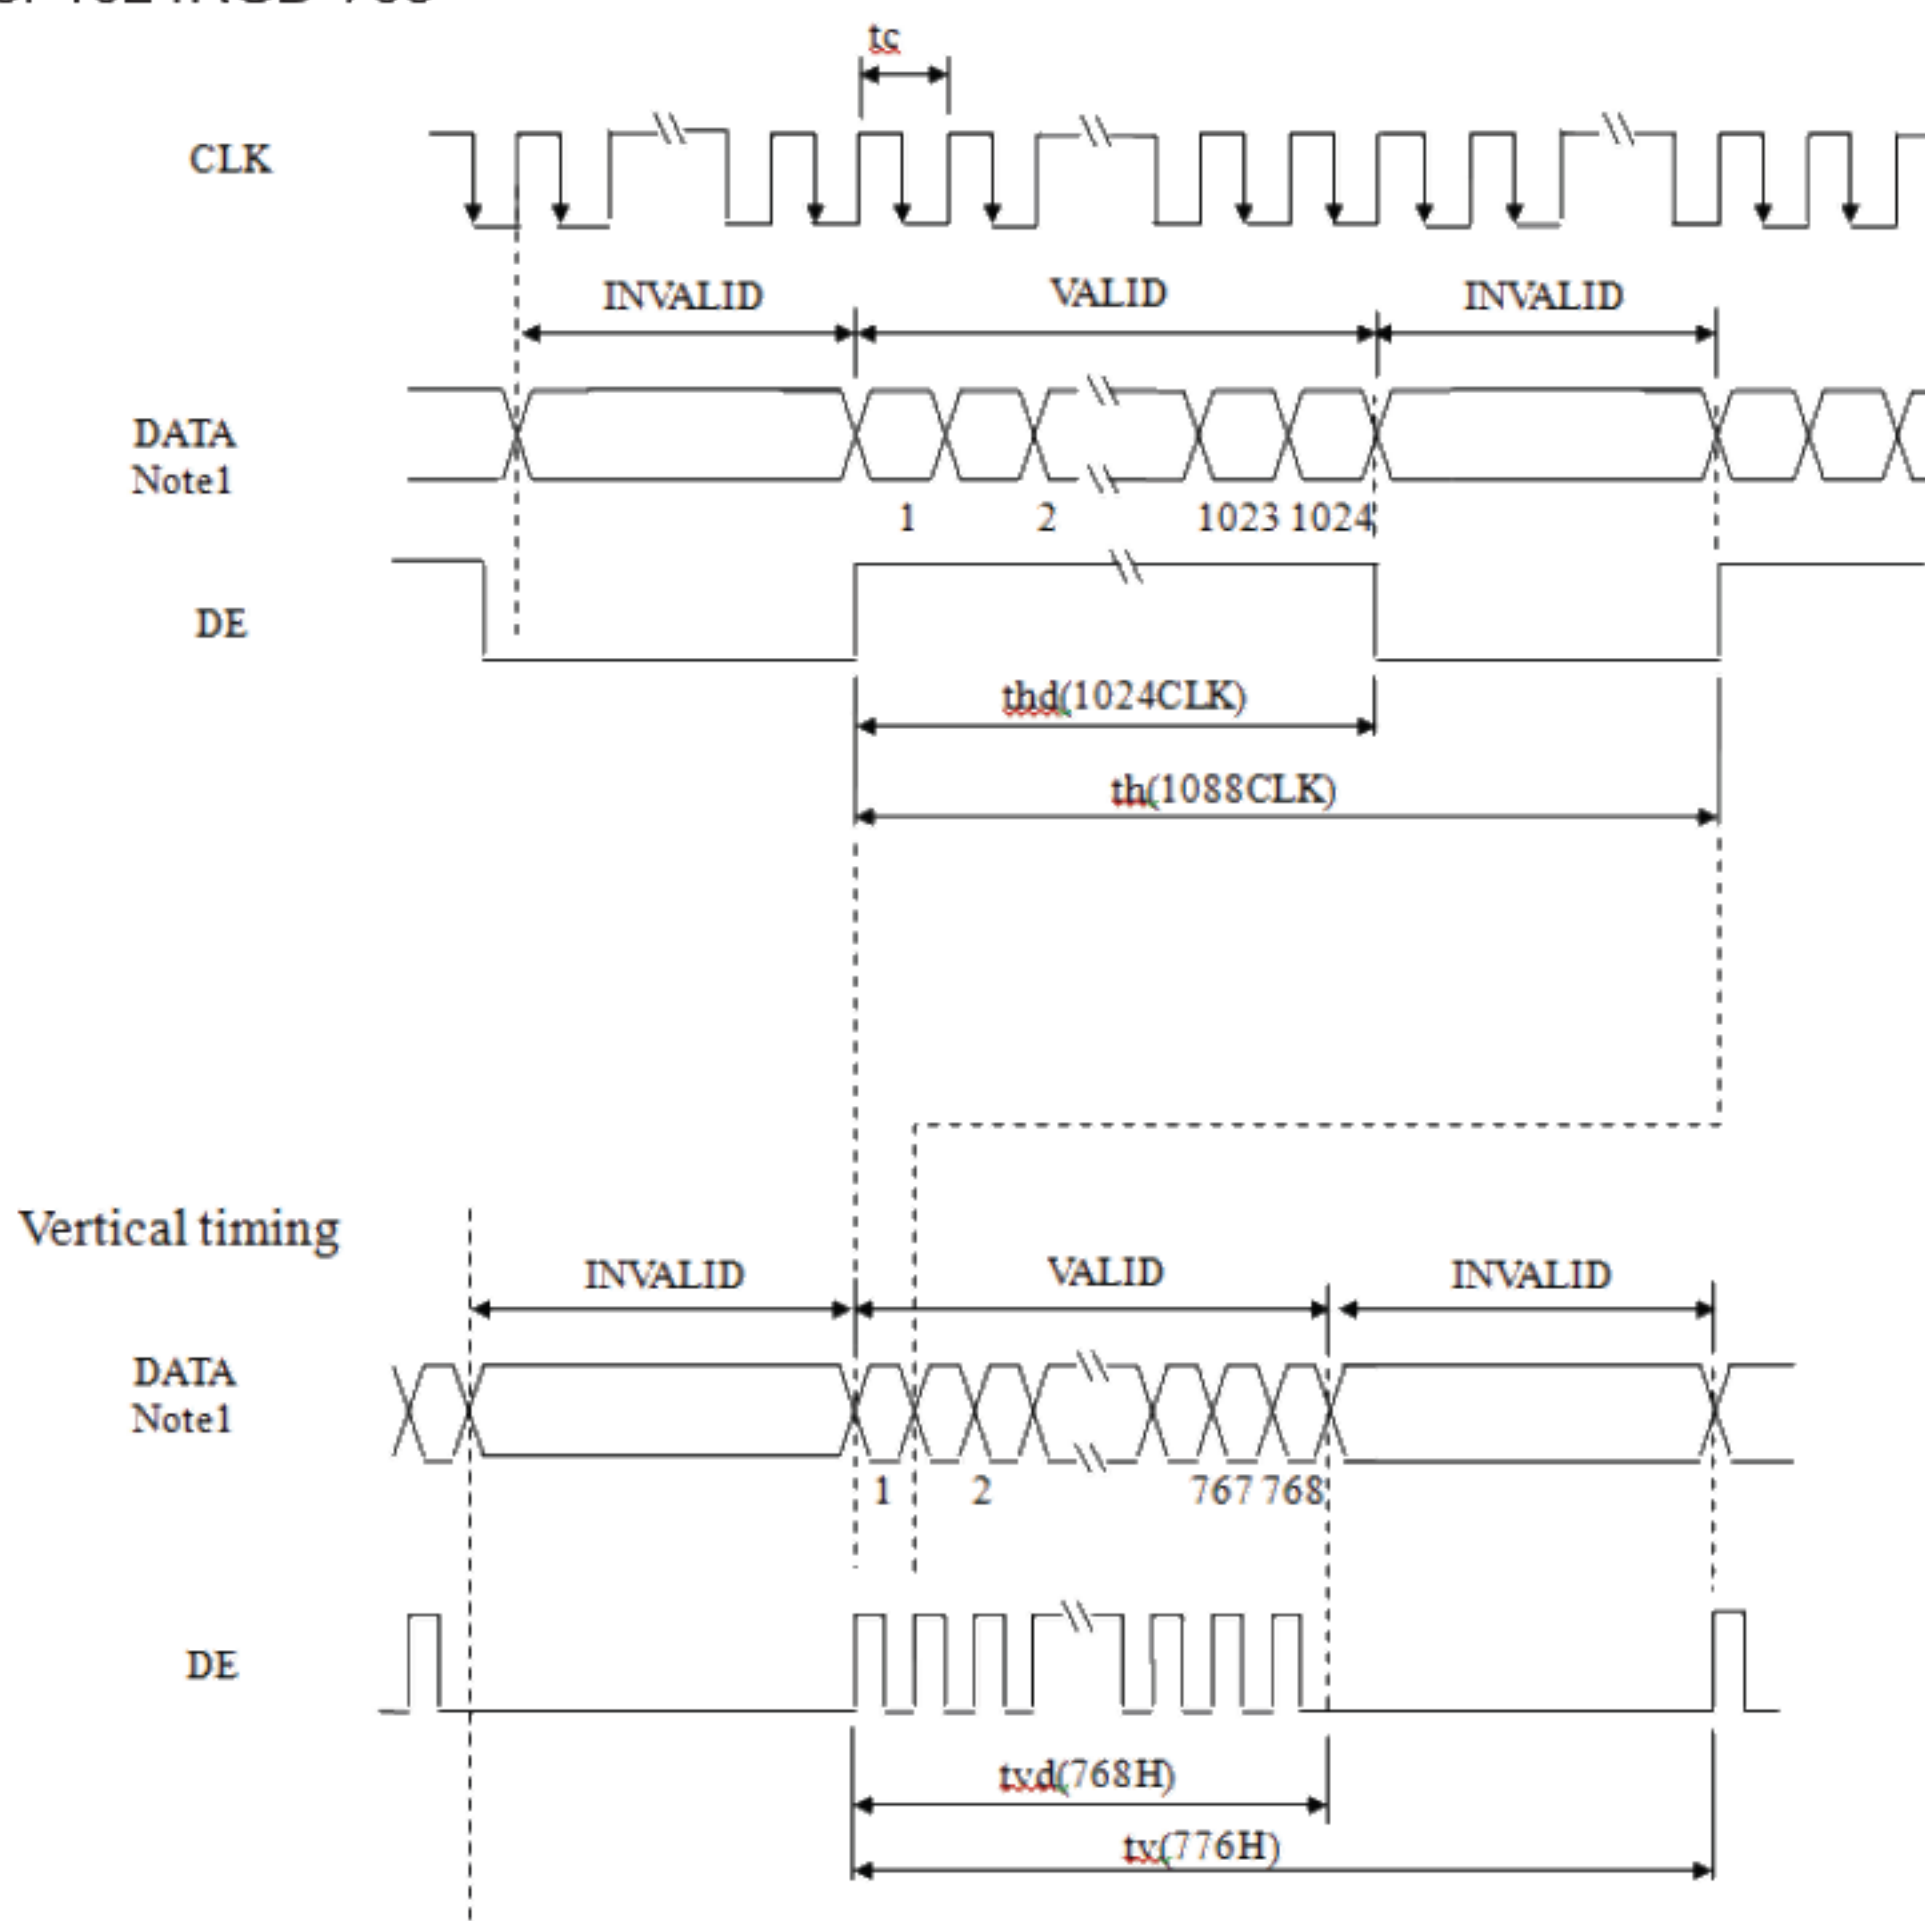 tc
CLK
INVALID VALID INVALID
DATA
Note1
1 2 1023 1024
DE
thd(1024CLK)
th(1088CLK)
Vertical timing
INVALID VALID INVALID
DATA
Note1
1 2 767 768
DE
tvd(768H)
tv(776H)